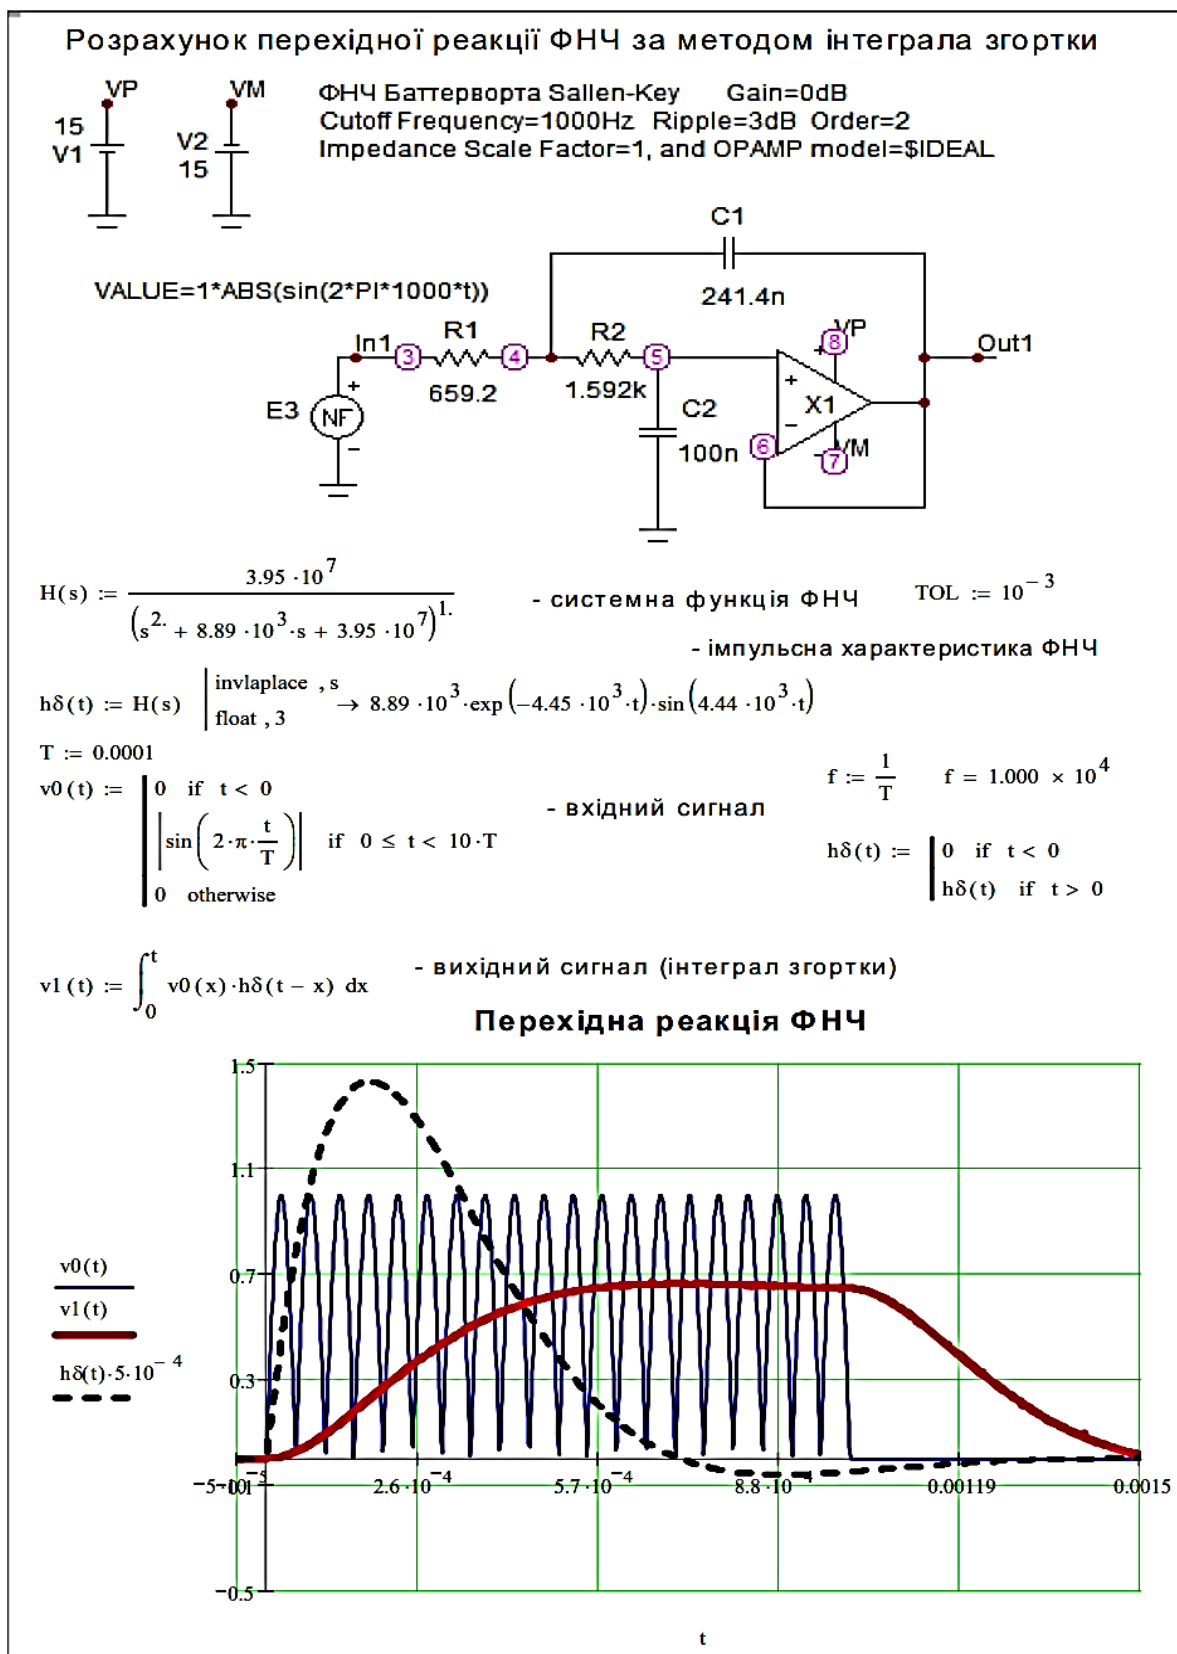 Розрахунок перехідної реакції ФНЧ за методом інтеграла згортки
VP
VM
ФНЧ Баттерворта Sallen-Key Gain=0dB
Cutoff Frequency=1000Hz Ripple=3dB Order=2
Impedance Scale Factor=1, and OPAMP model=$IDEAL
15
V1
V2
15
C1
241.4n
VALUE=1*ABS(sin(2*PI*1000*t))
In1
3
R1
4
R2
5
8
VP
Out1
659.2
1.592k
E3
NF
+
−
C2
100n
+
−
X1
+
−
6
7
VM
H(s) := 3.95 · 10^7 / (s^2. + 8.89 · 10^3 · s + 3.95 · 10^7)^1. - системна функція ФНЧ TOL := 10^−3
- імпульсна характеристика ФНЧ
hδ(t) := H(s) | invlaplace , s float , 3 → 8.89 · 10^3 · exp(−4.45 · 10^3 · t) · sin(4.44 · 10^3 · t)
T := 0.0001
f := 1/T f = 1.000 × 10^4
v0(t) := | 0 if t < 0
|sin(2 · π · t/T)| if 0 ≤ t < 10 · T
0 otherwise
- вхідний сигнал
hδ(t) := | 0 if t < 0
hδ(t) if t > 0
v1(t) := ∫_0^t v0(x) · hδ(t − x) dx - вихідний сигнал (інтеграл згортки)
Перехідна реакція ФНЧ
1.5
1.1
0.7
0.3
−0.5
v0(t)
v1(t)
hδ(t)·5·10^−4
2.6·10^−4
5.7·10^−4
0.00119
0.0015
t